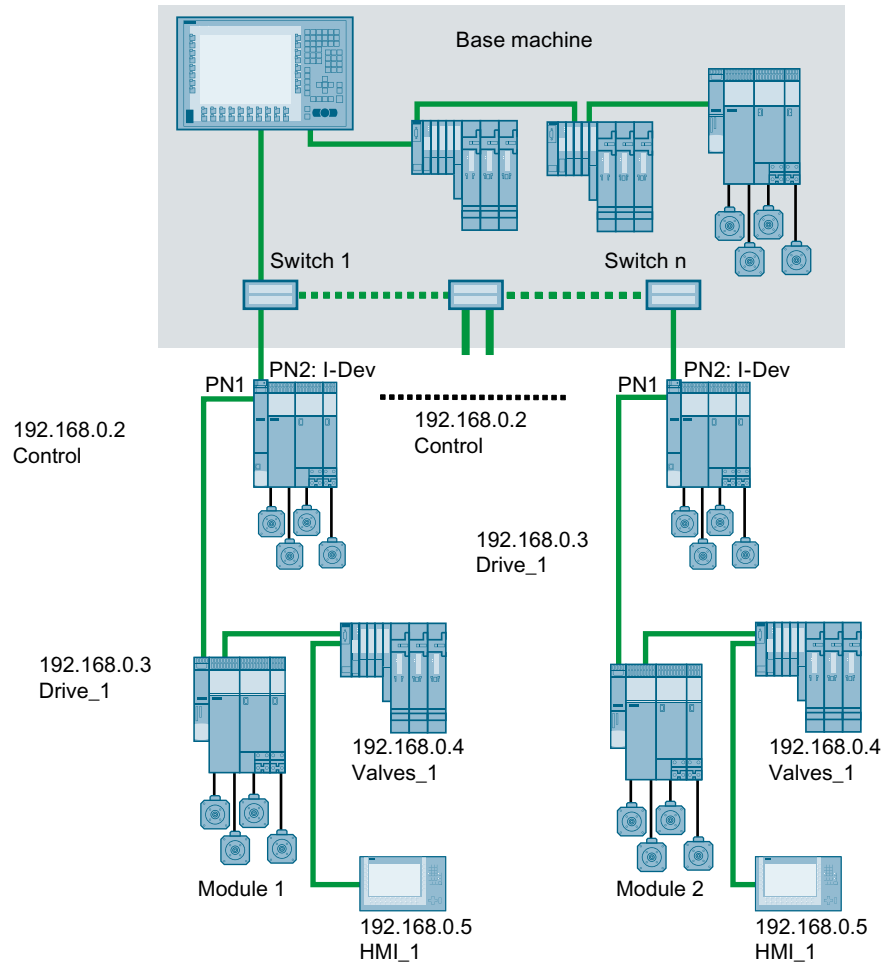 Base machine
Switch 1
Switch n
PN1
PN2: I-Dev
PN1
PN2: I-Dev
192.168.0.2
Control
192.168.0.2
Control
192.168.0.3
Drive_1
192.168.0.3
Drive_1
192.168.0.4
Valves_1
192.168.0.4
Valves_1
Module 1
Module 2
192.168.0.5
HMI_1
192.168.0.5
HMI_1